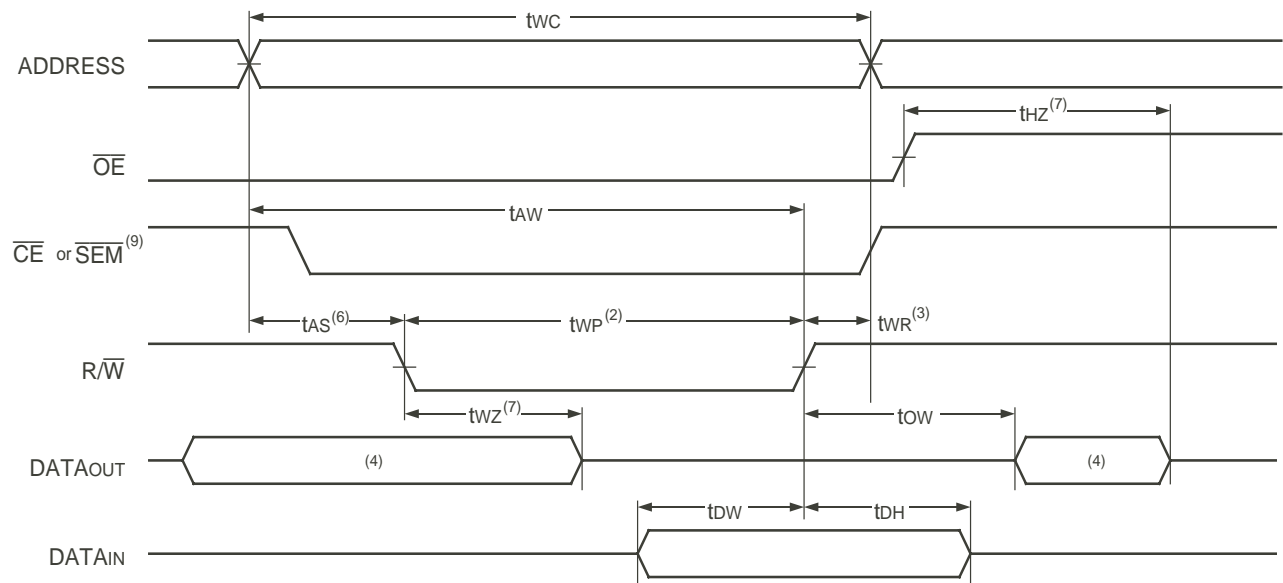 tWC
ADDRESS
tHZ(7)
OE
tAW
CE or SEM(9)
tAS(6) tWP(2) tWR(3)
R/W
tWZ(7) tOW
DATAOUT (4) (4)
tDW tDH
DATAIN